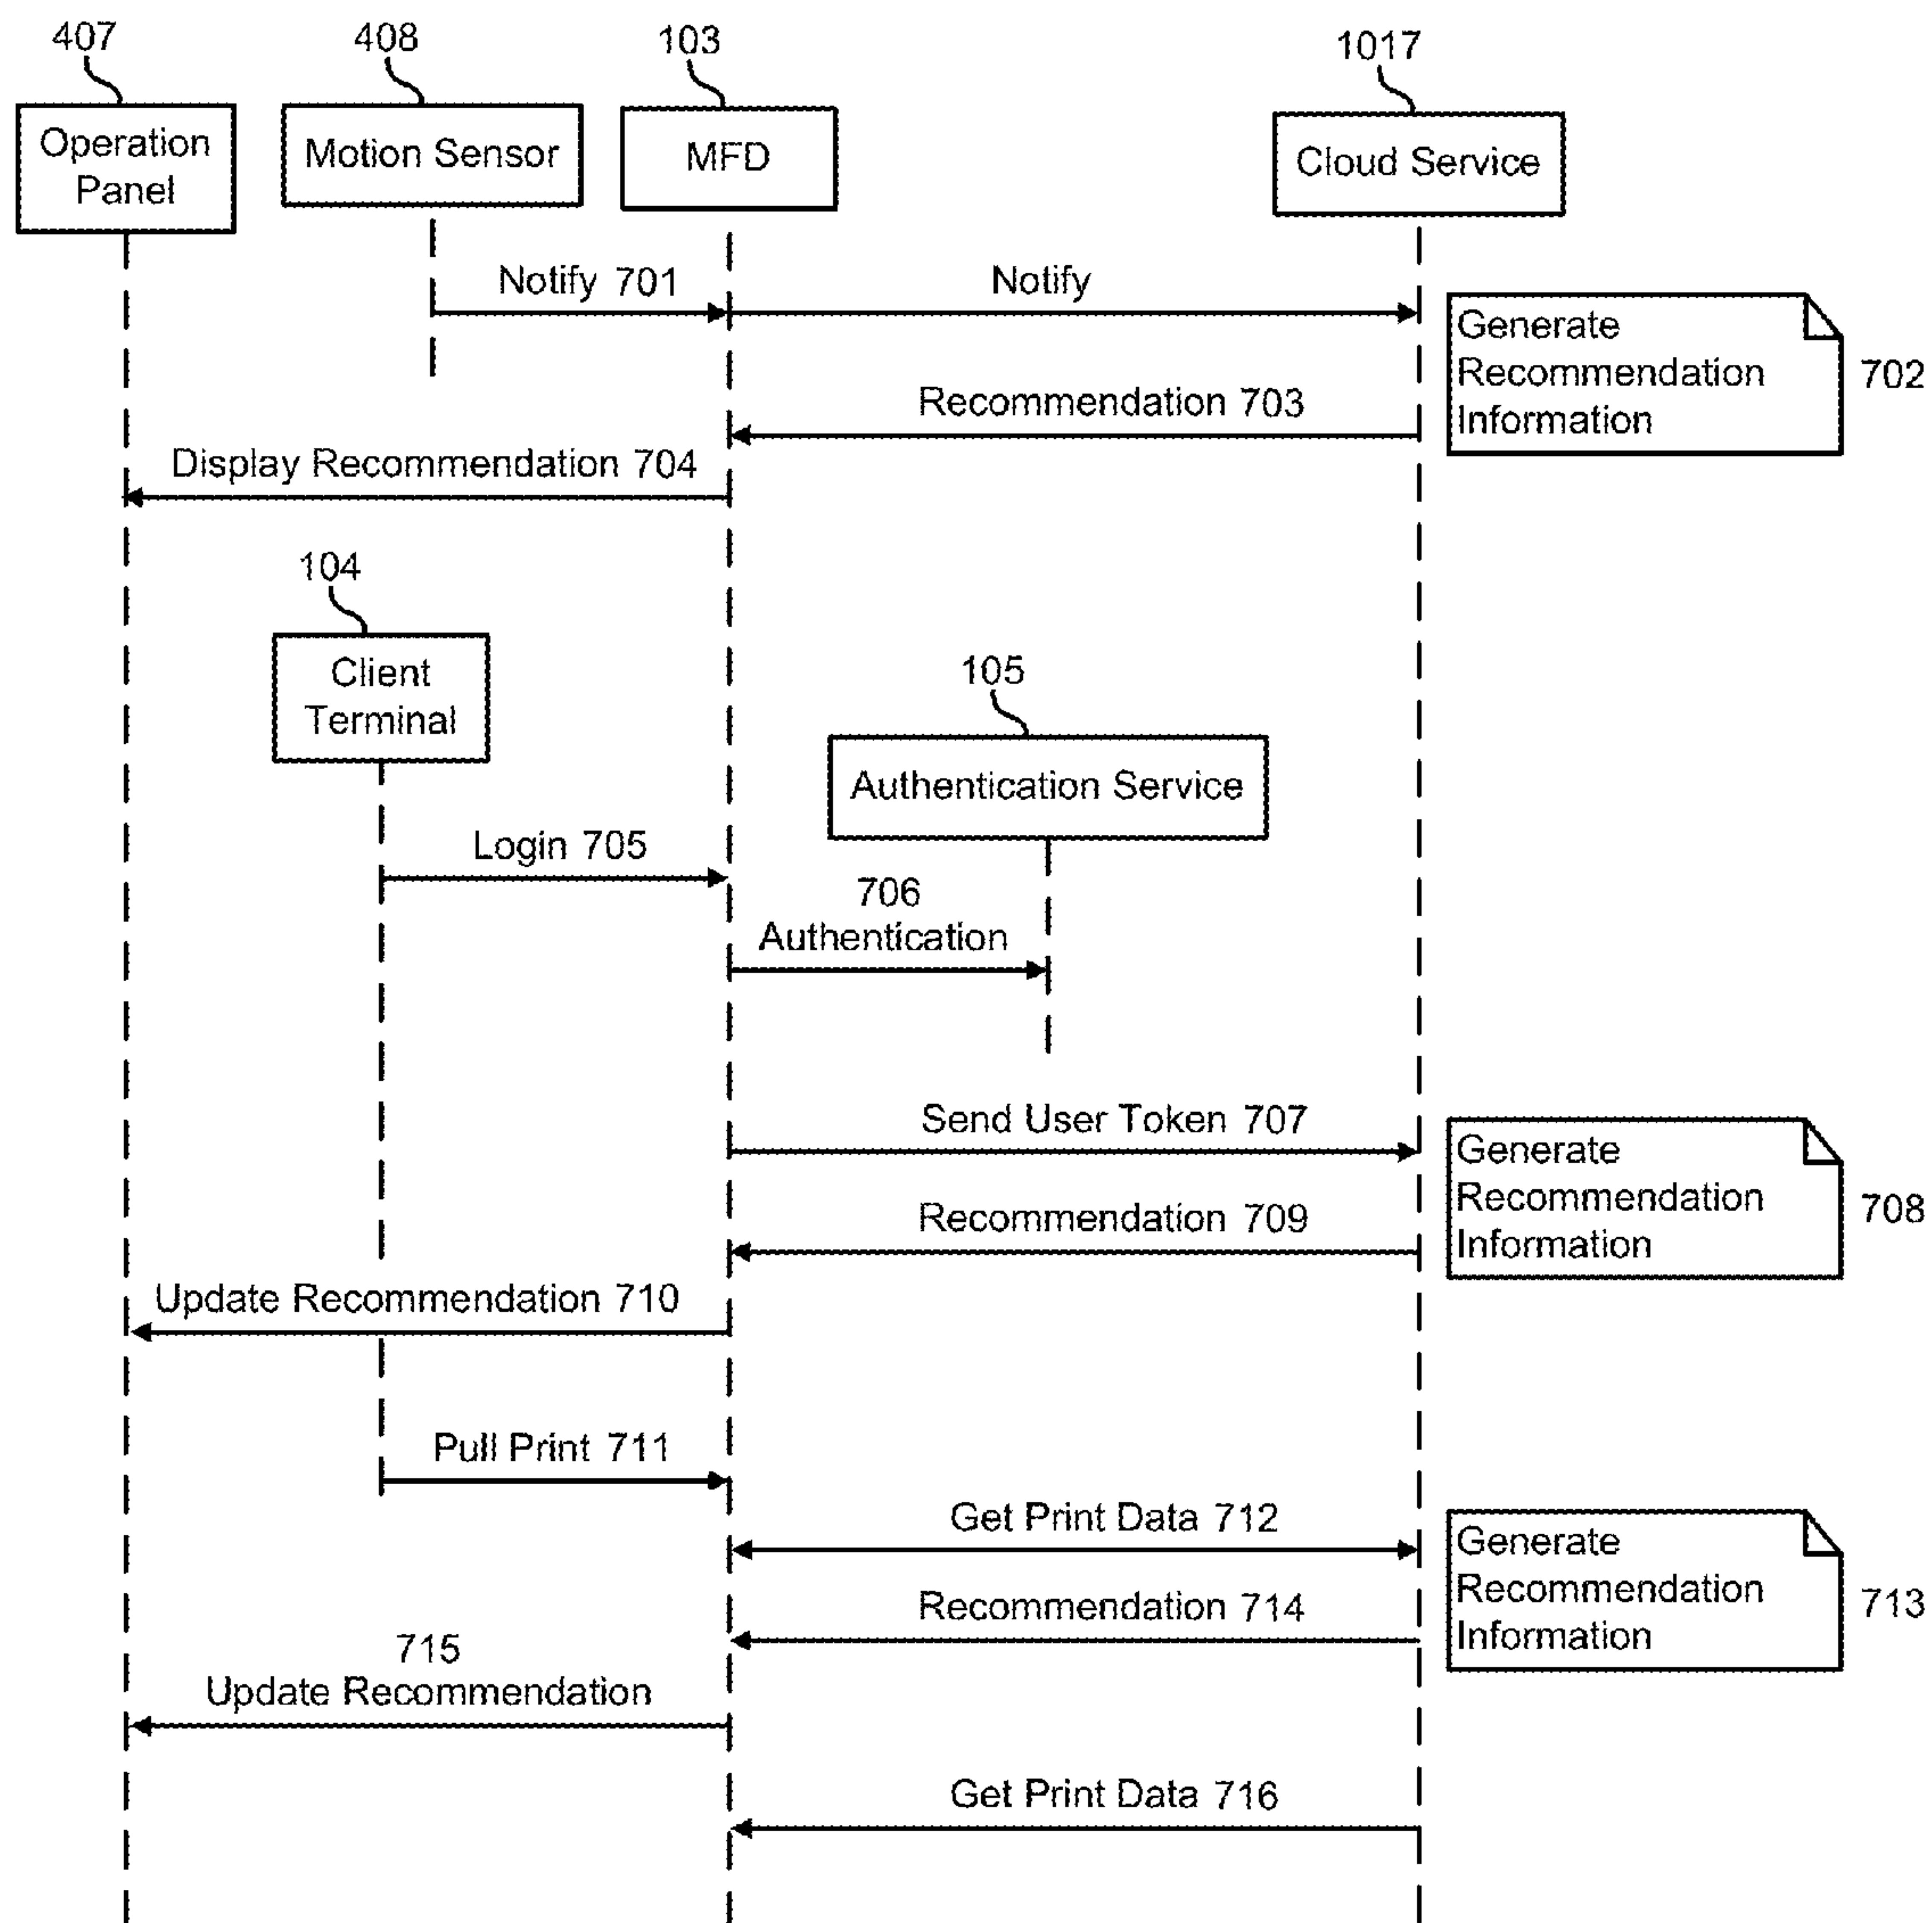 407
408
103
1017
Operation
Panel
Motion Sensor
MFD
Cloud Service
Notify 701
Notify
Generate
Recommendation
Information
702
Recommendation 703
Display Recommendation 704
104
Client
Terminal
105
Authentication Service
Login 705
706
Authentication
Send User Token 707
Generate
Recommendation
Information
708
Recommendation 709
Update Recommendation 710
Pull Print 711
Get Print Data 712
Generate
Recommendation
Information
713
Recommendation 714
715
Update Recommendation
Get Print Data 716